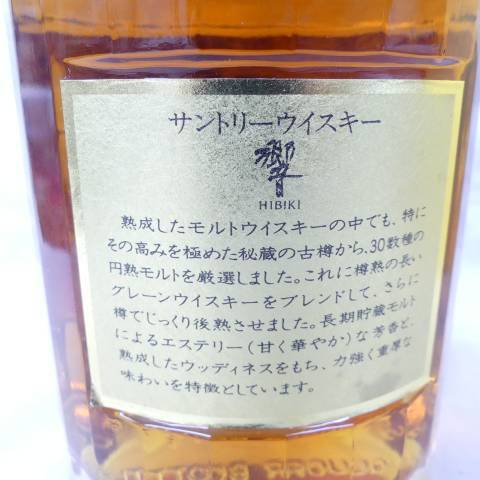 サントリーウイスキー
響
HIBIKI
熟成したモルトウイスキーの中でも、特に
その高みを極めた秘蔵の古樽から、30数種の
円熟モルトを厳選しました。これに樽熟の長い
グレーンウイスキーをブレンドして、さらに
樽でじっくり後熟させました。長期貯蔵モルト
によるエステリー(甘く華やか)な芳香と、
熟成したウッディネスをもち、力強く重厚な
味わいを特徴としています。